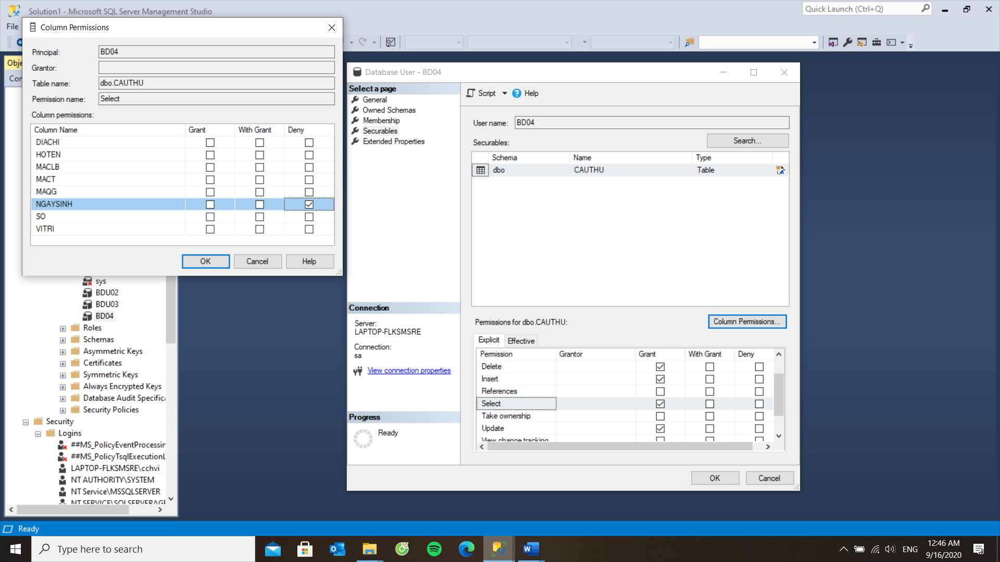 Solution1 - Microsoft SQL Server Management Studio
Quick Launch (Ctrl+Q)
File
Column Permissions
Principal:
BD04
Grantor:
Table name:
dbo.CAUTHU
Permission name:
Select
Column permissions:
Column Name Grant With Grant Deny
DIACHI
HOTEN
MACLB
MACT
MAQG
NGAYSINH
SO
VITRI
OK Cancel Help
Obje
Con
sys
BDU02
BDU03
BD04
Roles
Schemas
Asymmetric Keys
Certificates
Symmetric Keys
Always Encrypted Keys
Database Audit Specifica
Security Policies
Security
Logins
##MS_PolicyEventProcessin
##MS_PolicyTsqlExecutionL
LAPTOP-FLKSMSRE\cchvi
NT AUTHORITY\SYSTEM
NT Service\MSSQLSERVER
NT SERVICE\SQLSERVERAGE
Database User - BD04
Select a page
General
Owned Schemas
Membership
Securables
Extended Properties
Connection
Server:
LAPTOP-FLKSMSRE
Connection:
sa
View connection properties
Progress
Ready
Script Help
User name:
BD04
Securables:
Search...
Schema Name Type
dbo CAUTHU Table
Permissions for dbo.CAUTHU:
Column Permissions...
Explicit Effective
Permission Grantor Grant With Grant Deny
Delete
Insert
References
Select
Take ownership
Update
View change tracking
OK Cancel
Ready
Type here to search
ENG
12:46 AM
9/16/2020